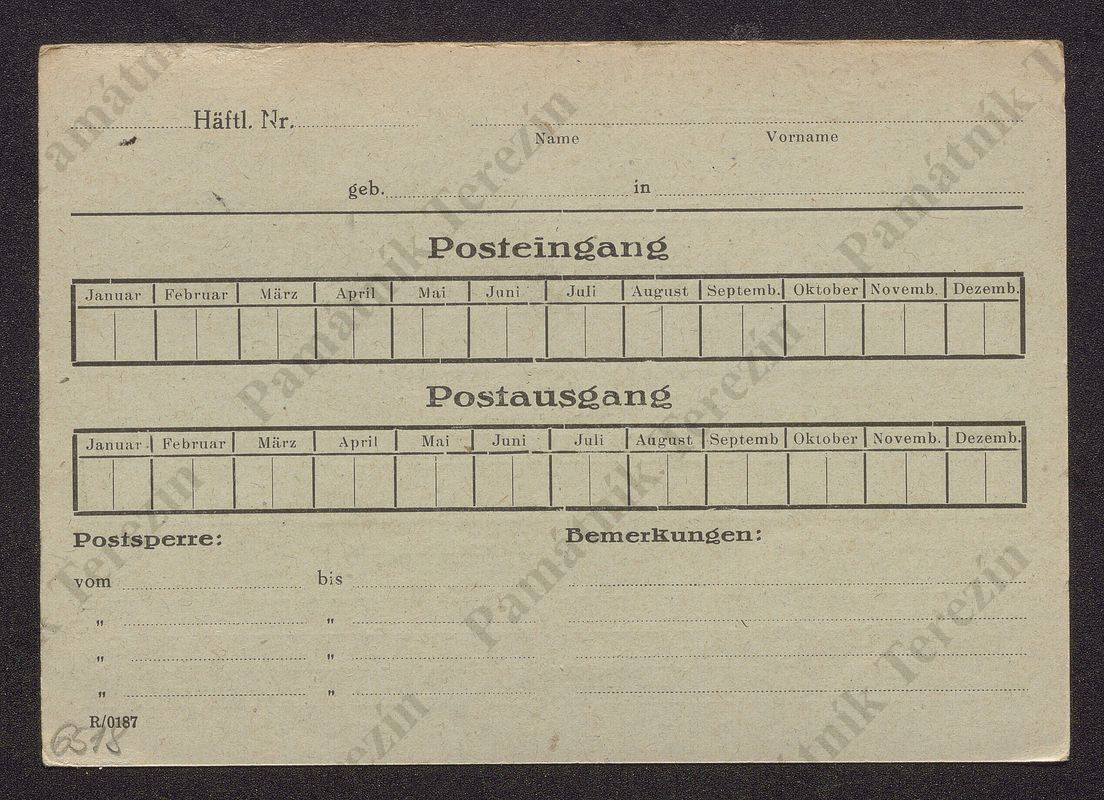 Häftl. Nr.
Name Vorname
geb. in
Posteingang
Januar Februar März April Mai Juni Juli August Septemb. Oktober Novemb. Dezemb.
Postausgang
Januar Februar März April Mai Juni Juli August Septemb Oktober Novemb. Dezemb.
Postsperre: Bemerkungen:
vom bis
" "
" "
" "
R/0187
Památník Terezín